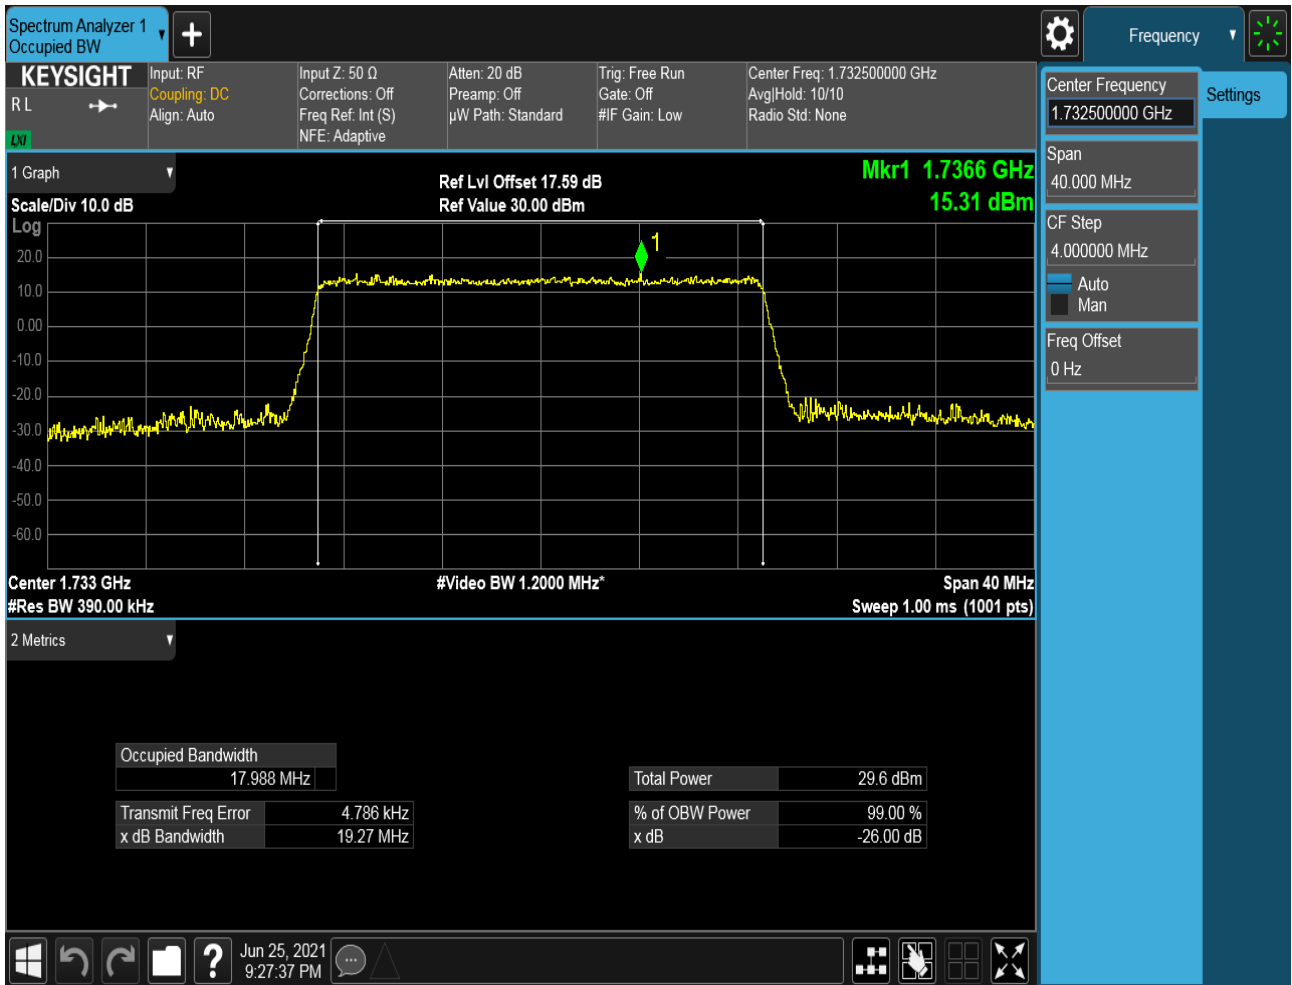 Spectrum Analyzer 1
Occupied BW
Frequency
KEYSIGHT
R L
LXI
Input: RF
Coupling: DC
Align: Auto
Input Z: 50 Ω
Corrections: Off
Freq Ref: Int (S)
NFE: Adaptive
Atten: 20 dB
Preamp: Off
µW Path: Standard
Trig: Free Run
Gate: Off
#IF Gain: Low
Center Freq: 1.732500000 GHz
Avg|Hold: 10/10
Radio Std: None
Center Frequency
1.732500000 GHz
Settings
Span
40.000 MHz
CF Step
4.000000 MHz
Auto
Man
Freq Offset
0 Hz
1 Graph
Scale/Div 10.0 dB
Ref Lvl Offset 17.59 dB
Ref Value 30.00 dBm
Mkr1 1.7366 GHz
15.31 dBm
Log
1
20.0
10.0
0.00
-10.0
-20.0
-30.0
-40.0
-50.0
-60.0
Center 1.733 GHz
#Video BW 1.2000 MHz*
Span 40 MHz
#Res BW 390.00 kHz
Sweep 1.00 ms (1001 pts)
2 Metrics
Occupied Bandwidth
17.988 MHz
Total Power 29.6 dBm
Transmit Freq Error 4.786 kHz
% of OBW Power 99.00 %
x dB Bandwidth 19.27 MHz
x dB -26.00 dB
?
Jun 25, 2021
9:27:37 PM